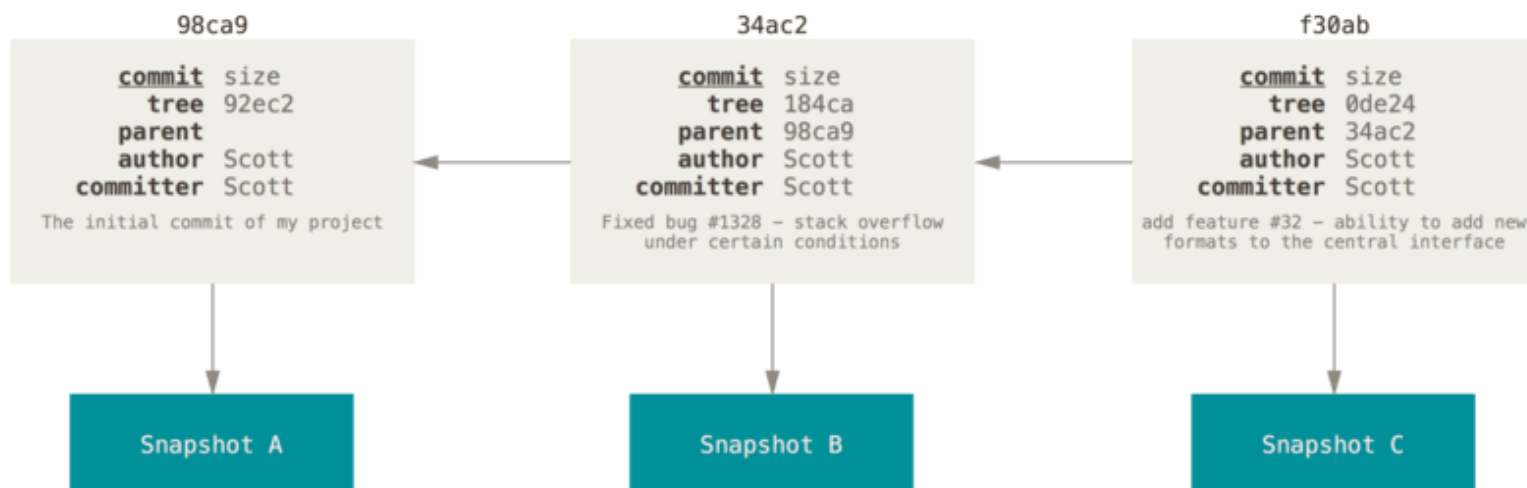 98ca9
commit size
tree 92ec2
parent
author Scott
committer Scott
The initial commit of my project
Snapshot A
34ac2
commit size
tree 184ca
parent 98ca9
author Scott
committer Scott
Fixed bug #1328 – stack overflow
under certain conditions
Snapshot B
f30ab
commit size
tree 0de24
parent 34ac2
author Scott
committer Scott
add feature #32 – ability to add new
formats to the central interface
Snapshot C